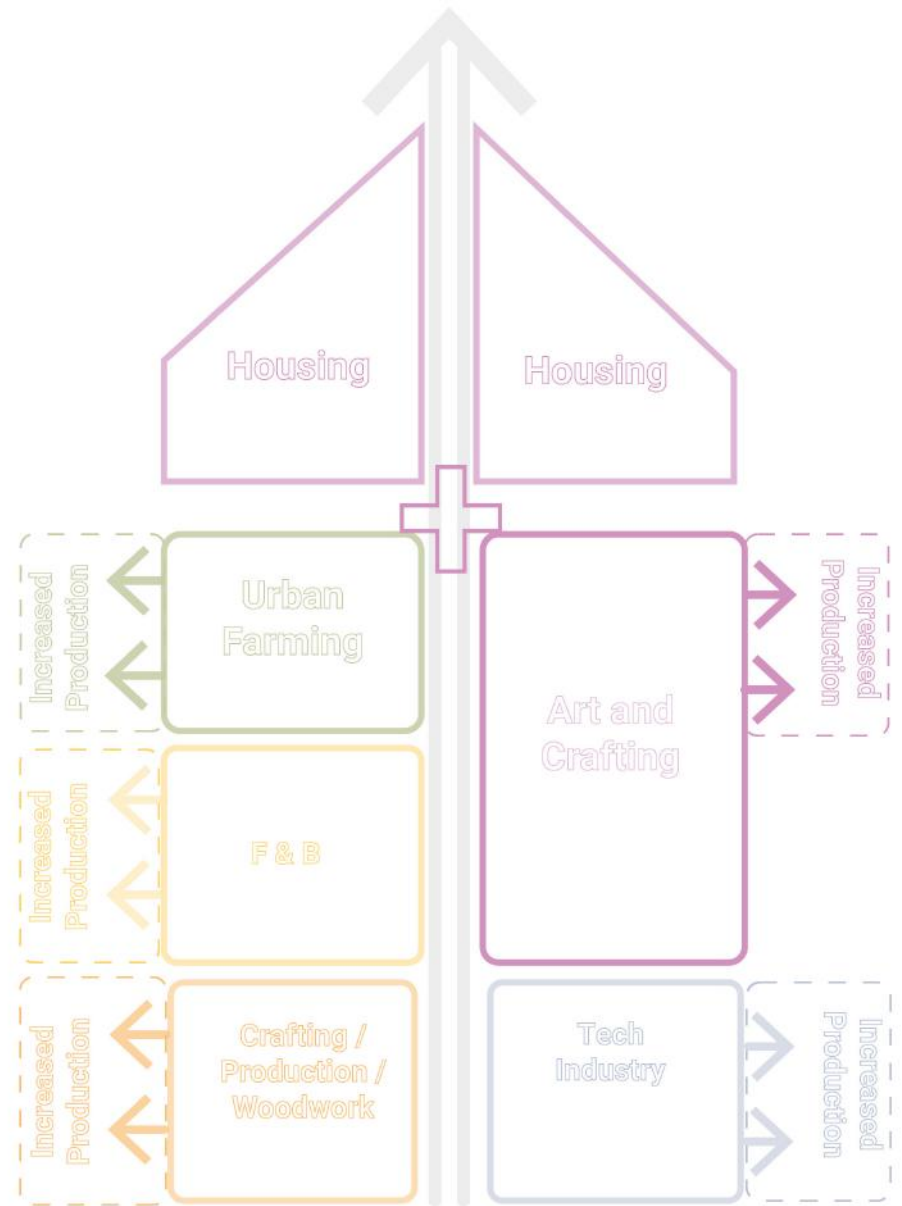 Housing
Housing
Increased
Production
Urban
Farming
Art and
Crafting
Increased
Production
Increased
Production
F & B
Increased
Production
Crafting /
Production /
Woodwork
Tech
Industry
Increased
Production